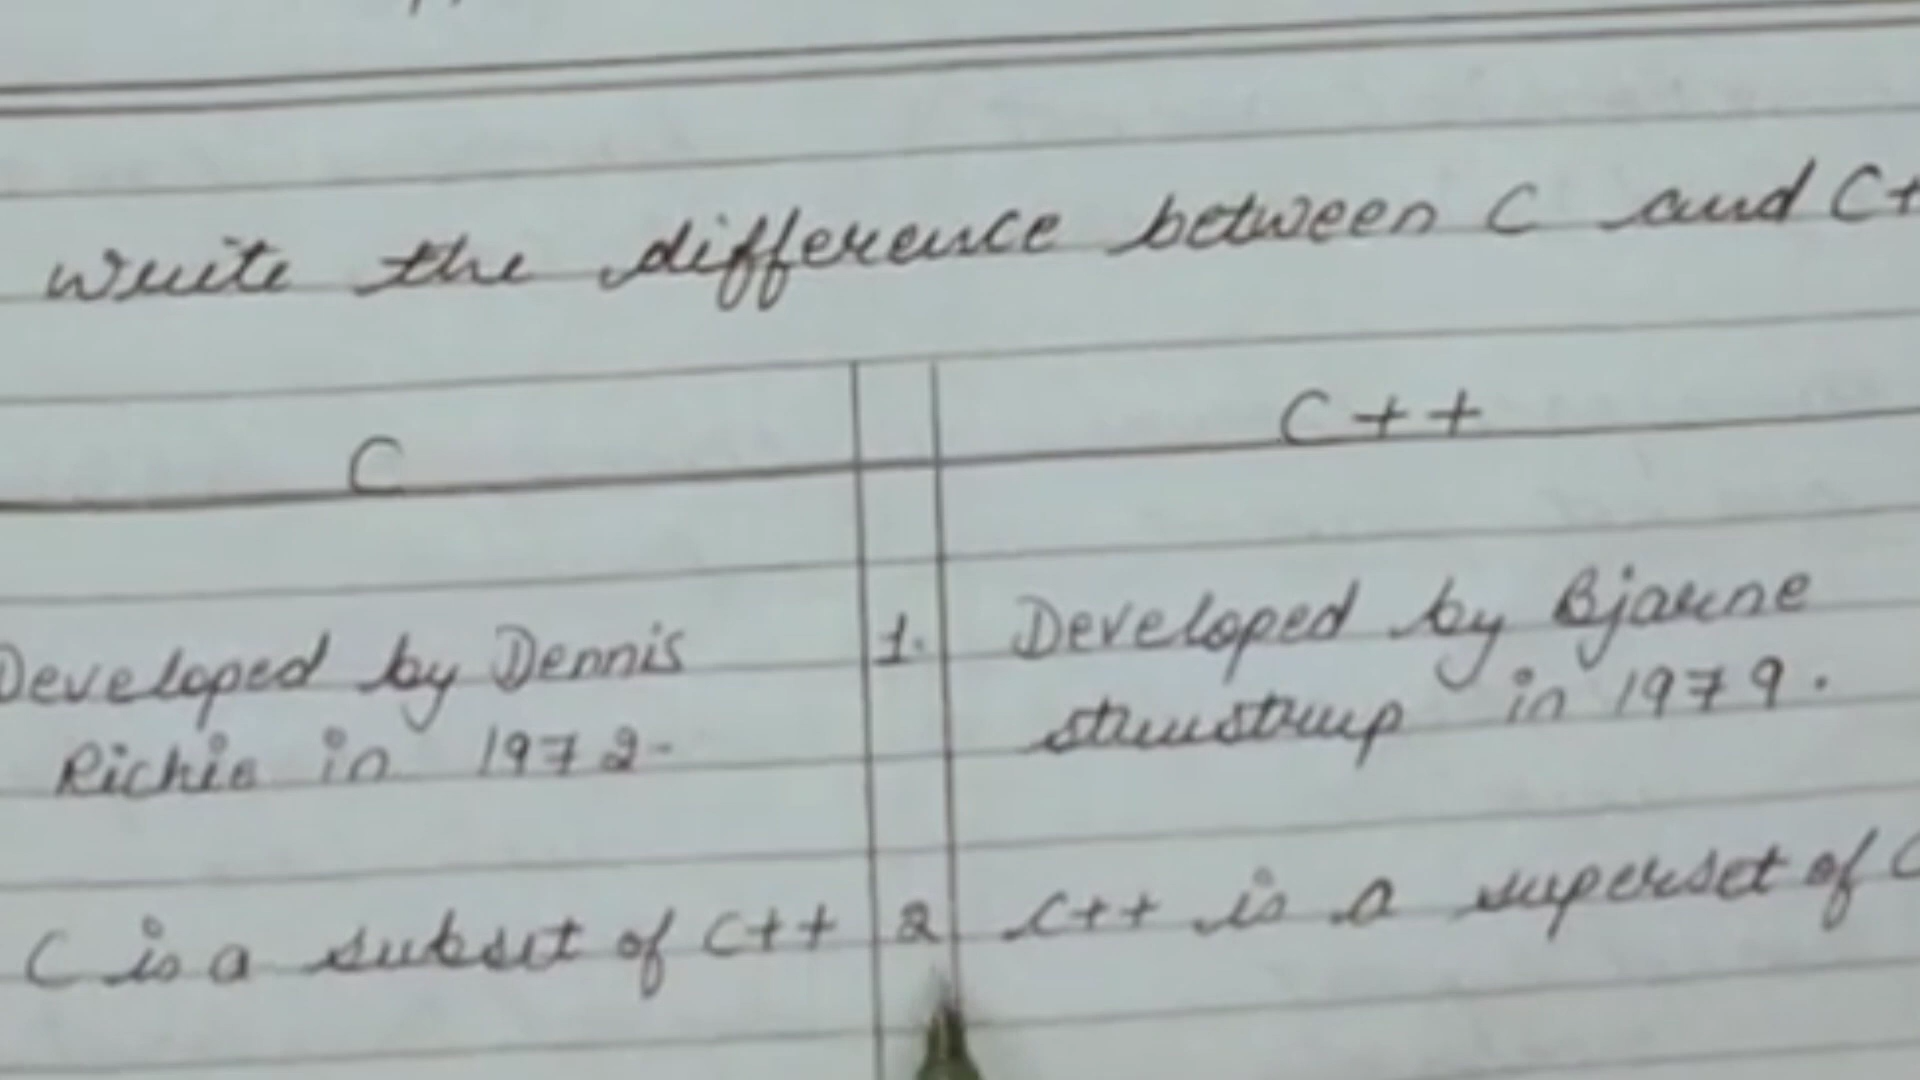 Write the difference between C and C+
C
C++
Developed by Dennis
Richie in 1972-
1. Developed by Bjarne
strustrup in 1979.
C is a subset of C++
2 C++ is a superset of C